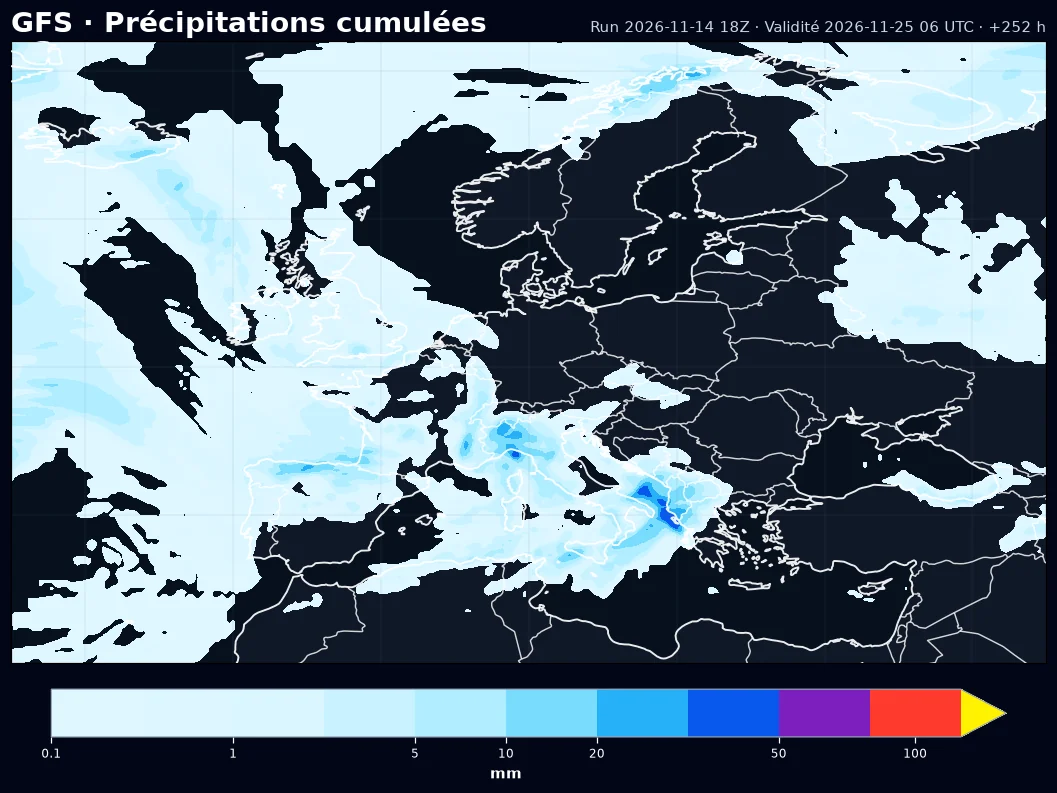 GFS · Précipitations cumulées
Run 2026-11-14 18Z · Validité 2026-11-25 06 UTC · +252 h
0.1 1 5 10 20 50 100
mm